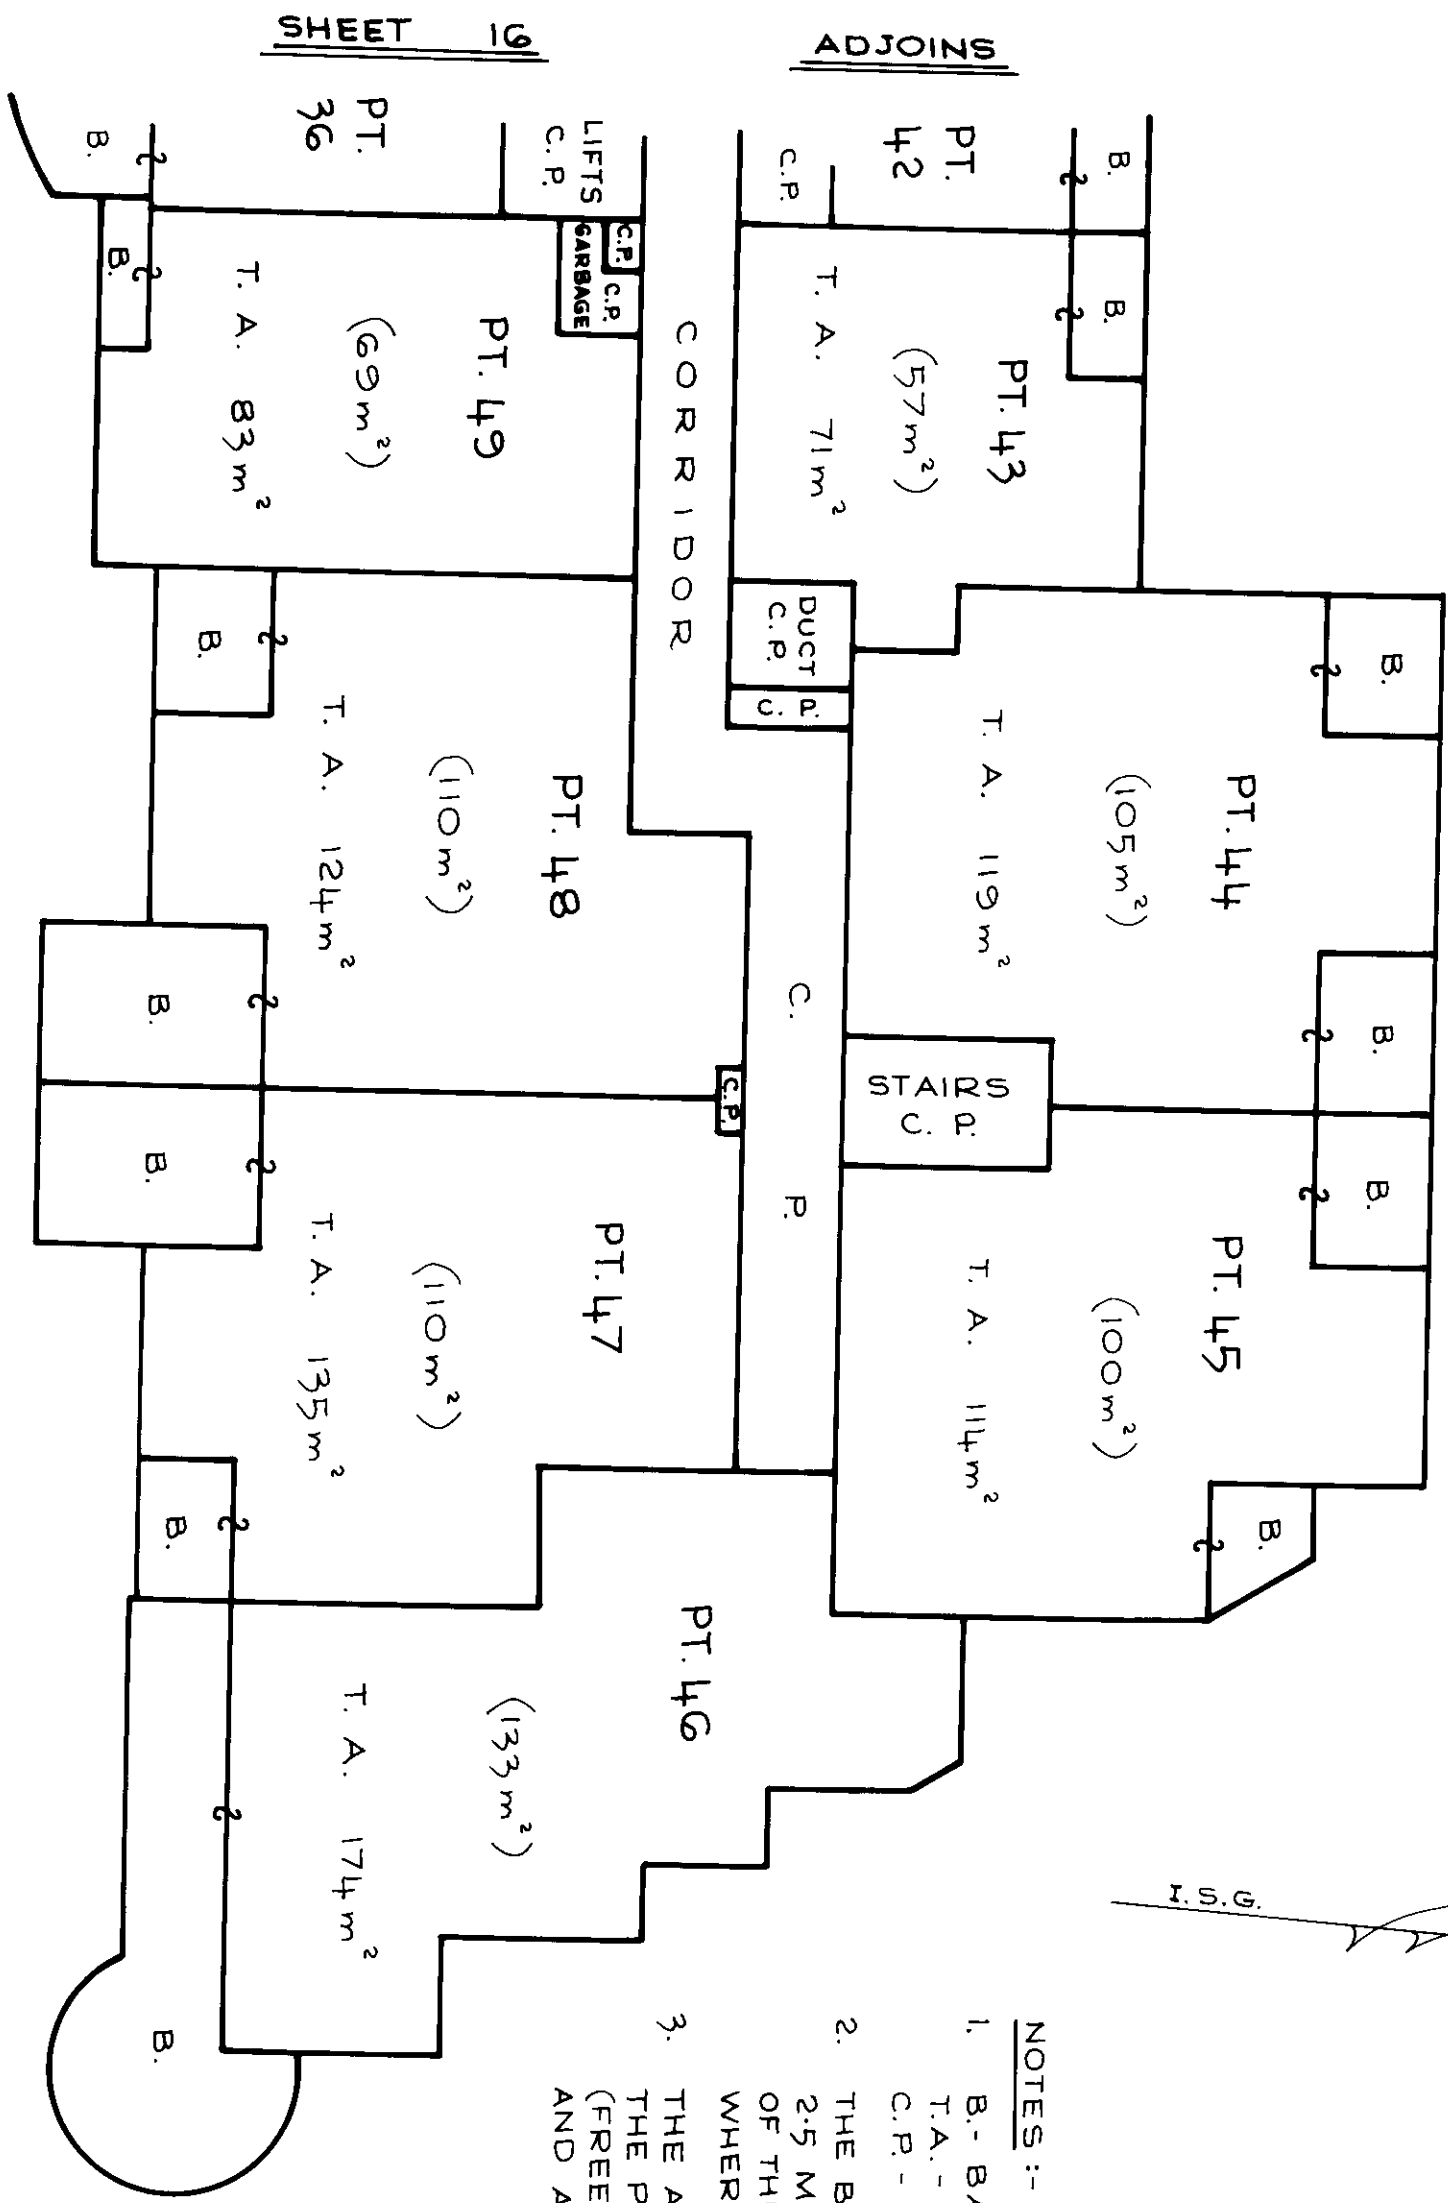 SHEET 16
ADJOINS
B.
PT.
36
LIFTS
C. P.
C.P.
PT.
42
B.
B.
T. A. 83m²
(69m²)
PT. 49
GARBAGE
C.P.
C.P.
CORRIDOR
T. A. 71m²
(57m²)
PT. 43
B.
B.
T. A. 124m²
(110m²)
PT. 48
DUCT
C. P.
C. P.
T. A. 119m²
(105m²)
PT. 44
B.
B.
B.
C. P.
C.P.
STAIRS
C. P.
B.
B.
T. A. 135m²
(110m²)
PT. 47
T. A. 114m²
(100m²)
PT. 45
B.
B.
T. A. 174m²
(133m²)
PT. 46
B.
I.S.G.
NOTES :-
1. B. -
T.A. -
C.P. -
2. THE
2.5
OF
3. THE
THE
(FREE
AND